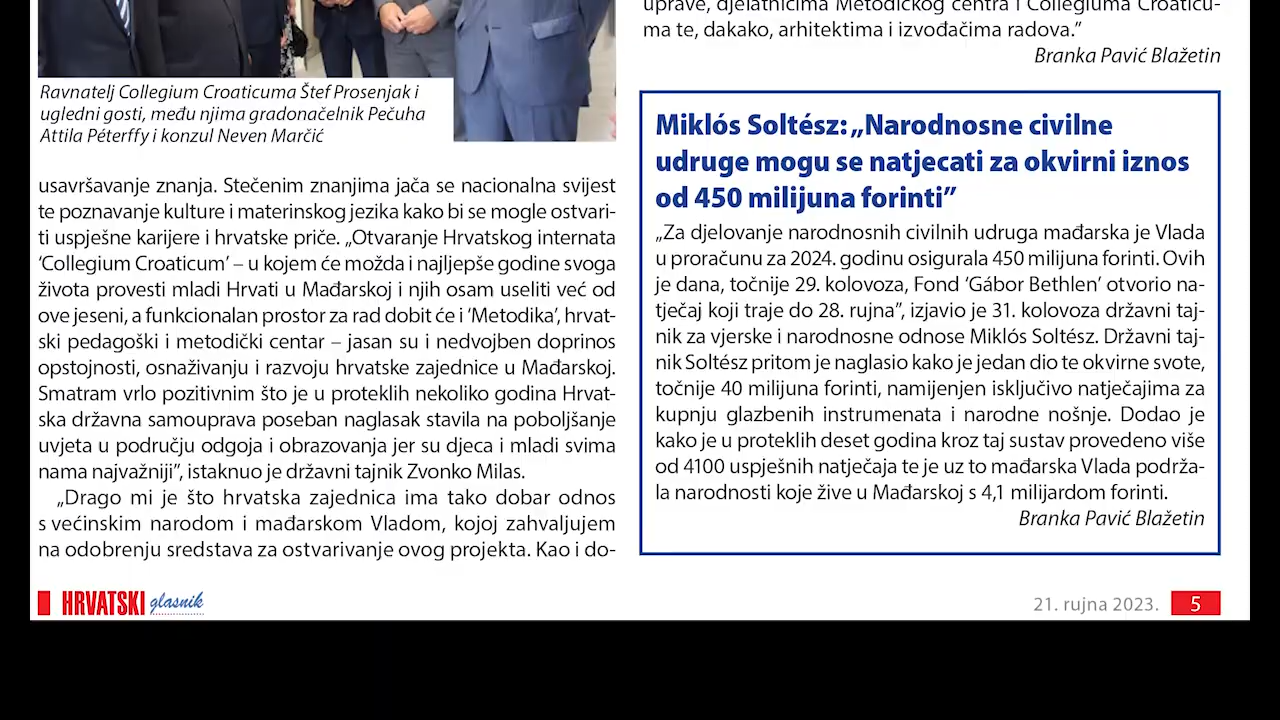 Ravnatelj Collegium Croaticuma Štef Prosenjak i
ugledni gosti, među njima gradonačelnik Pečuha
Attila Péterffy i konzul Neven Marčić
usavršavanje znanja. Stečenim znanjima jača se nacionalna svijest
te poznavanje kulture i materinskog jezika kako bi se mogle ostvari-
ti uspješne karijere i hrvatske priče. „Otvaranje Hrvatskog internata
‘Collegium Croaticum’ – u kojem će možda i najljepše godine svoga
života provesti mladi Hrvati u Mađarskoj i njih osam useliti već od
ove jeseni, a funkcionalan prostor za rad dobit će i ‘Metodika’, hrvat-
ski pedagoški i metodički centar – jasan su i nedvojben doprinos
opstojnosti, osnaživanju i razvoju hrvatske zajednice u Mađarskoj.
Smatram vrlo pozitivnim što je u proteklih nekoliko godina Hrvat-
ska državna samouprava poseban naglasak stavila na poboljšanje
uvjeta u području odgoja i obrazovanja jer su djeca i mladi svima
nama najvažniji”, istaknuo je državni tajnik Zvonko Milas.
„Drago mi je što hrvatska zajednica ima tako dobar odnos
s većinskim narodom i mađarskom Vladom, kojoj zahvaljujem
na odobrenju sredstava za ostvarivanje ovog projekta. Kao i do-
uprave, djelatnicima Metodičkog centra i Collegiuma Croaticu-
ma te, dakako, arhitektima i izvođačima radova.”
Branka Pavić Blažetin
Miklós Soltész: „Narodnosne civilne
udruge mogu se natjecati za okvirni iznos
od 450 milijuna forinti”
„Za djelovanje narodnosnih civilnih udruga mađarska je Vlada
u proračunu za 2024. godinu osigurala 450 milijuna forinti. Ovih
je dana, točnije 29. kolovoza, Fond ‘Gábor Bethlen’ otvorio na-
tječaj koji traje do 28. rujna”, izjavio je 31. kolovoza državni taj-
nik za vjerske i narodnosne odnose Miklós Soltész. Državni taj-
nik Soltész pritom je naglasio kako je jedan dio te okvirne svote,
točnije 40 milijuna forinti, namijenjen isključivo natječajima za
kupnju glazbenih instrumenata i narodne nošnje. Dodao je
kako je u proteklih deset godina kroz taj sustav provedeno više
od 4100 uspješnih natječaja te je uz to mađarska Vlada podrža-
la narodnosti koje žive u Mađarskoj s 4,1 milijardom forinti.
Branka Pavić Blažetin
HRVATSKI glasnik
21. rujna 2023. 5